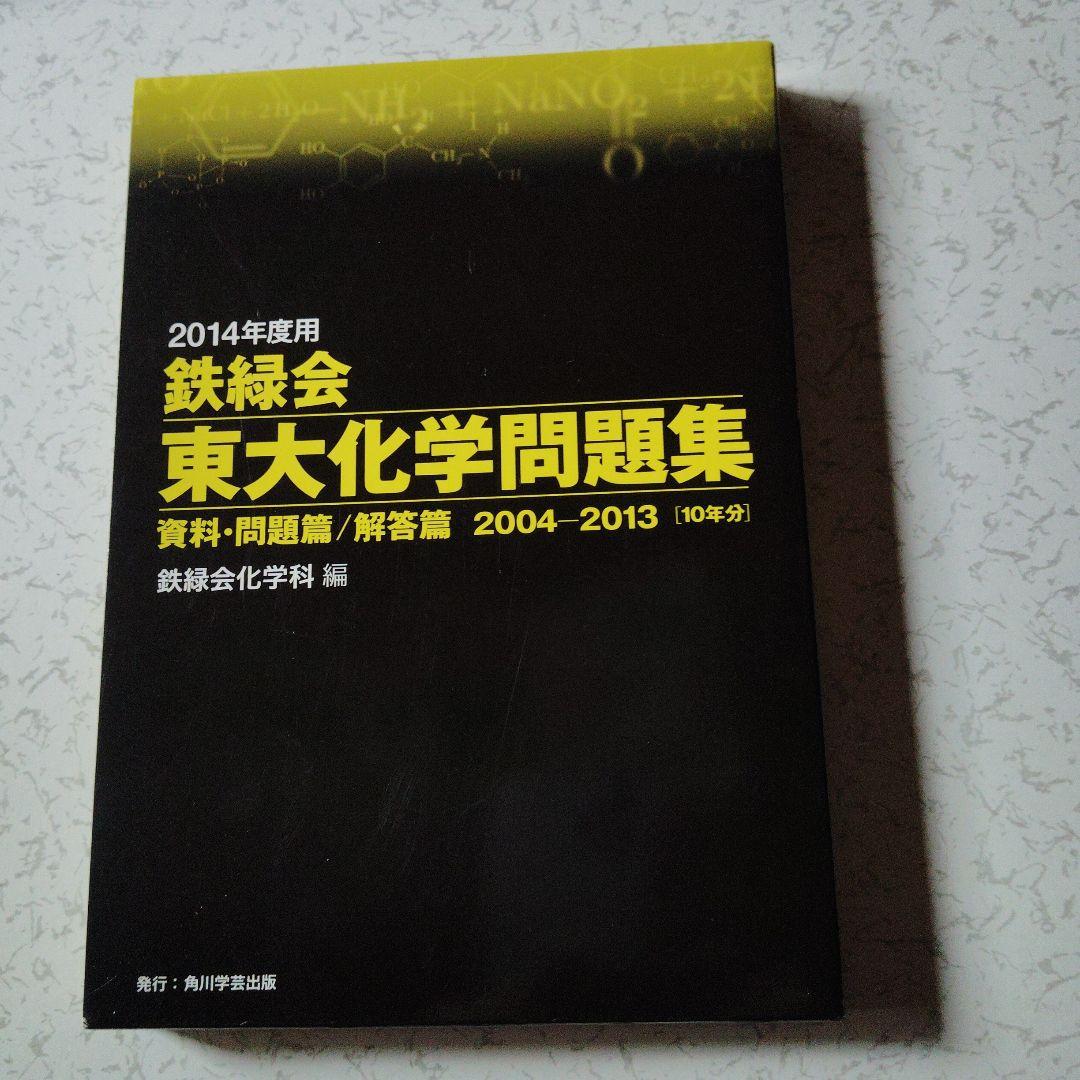 2014年度用
鉄緑会
東大化学問題集
資料・問題篇/解答篇 2004―2013 [10年分]
鉄緑会化学科 編
発行：角川学芸出版